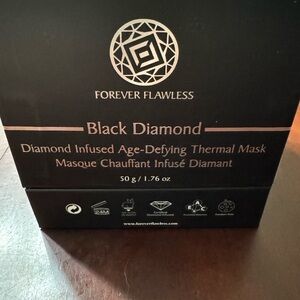 FOREVER FLAWLESS
Black Diamond
Diamond Infused Age-Defying Thermal Mask
Masque Chauffant Infusé Diamant
50 g / 1.76 oz
www.foreverflawless.com